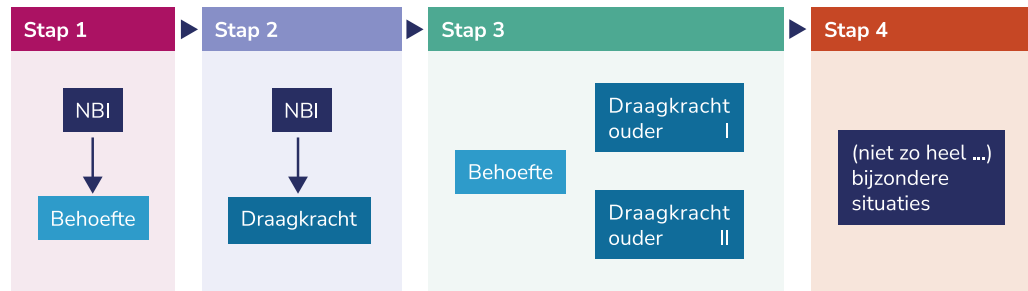 Stap 1
Stap 2
Stap 3
Stap 4
NBI
Behoefte
NBI
Draagkracht
Behoefte
Draagkracht
ouder I
Draagkracht
ouder II
(niet zo heel ...)
bijzondere
situaties